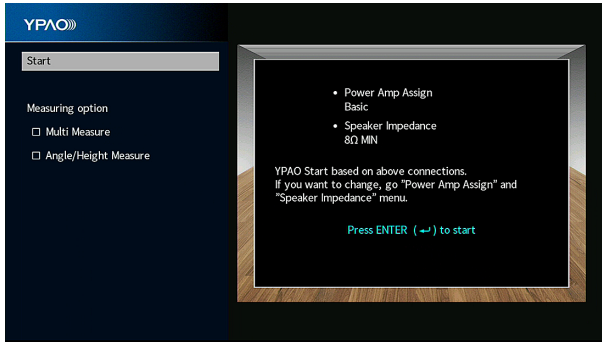 YPAO
Start
Measuring option
Multi Measure
Angle/Height Measure
• Power Amp Assign
Basic
• Speaker Impedance
8Ω MIN
YPAO Start based on above connections.
If you want to change, go ”Power Amp Assign” and
”Speaker Impedance” menu.
Press ENTER (↵) to start